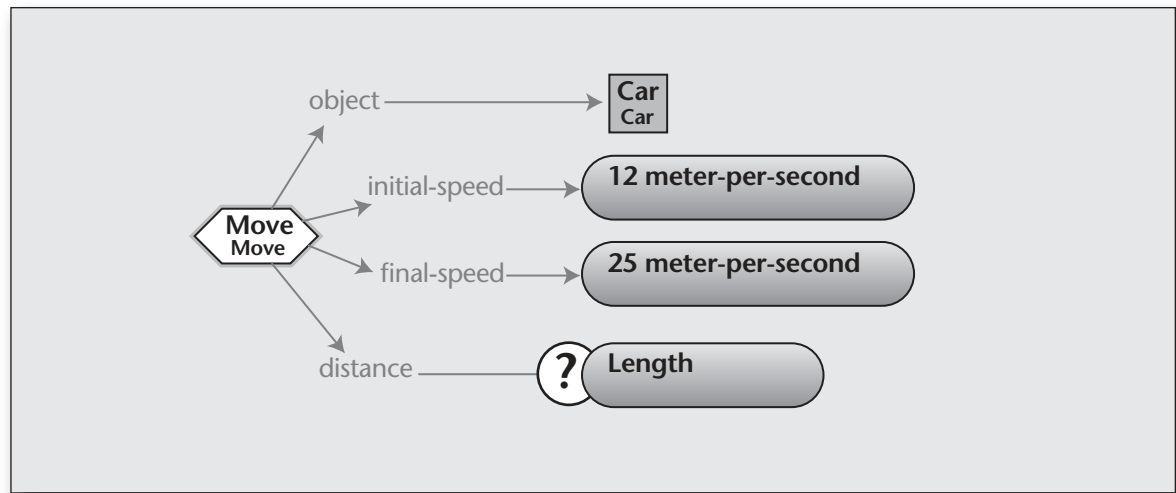 object
Car
Car
initial-speed
12 meter-per-second
Move
Move
final-speed
25 meter-per-second
distance
?
Length